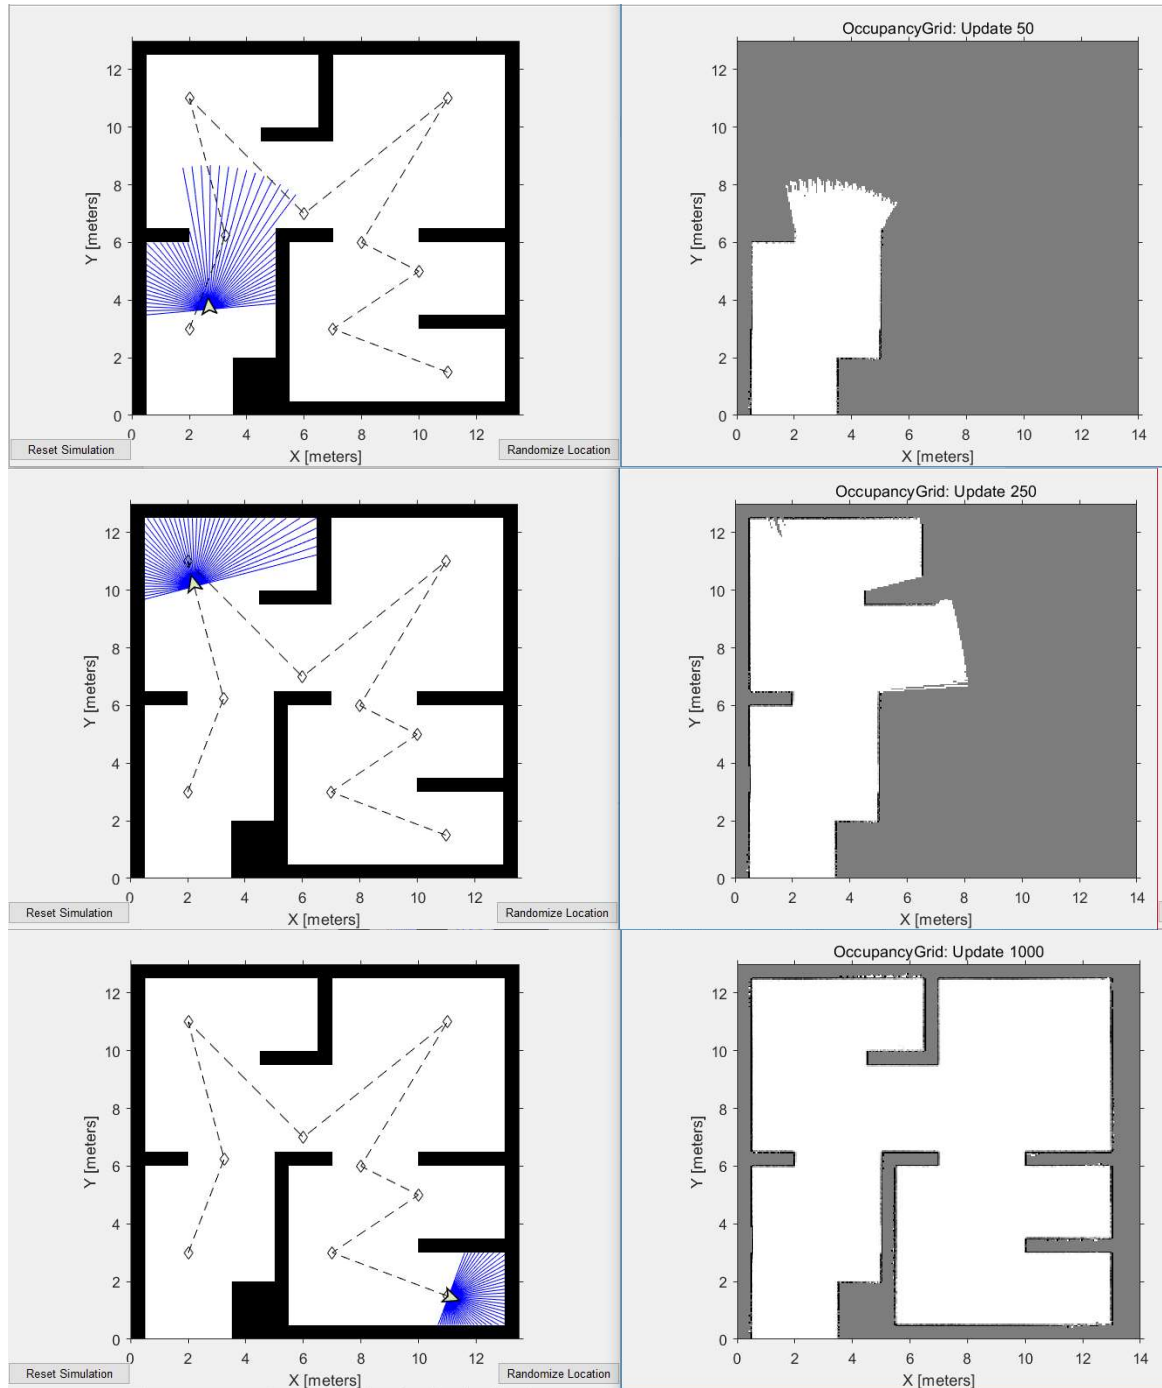 OccupancyGrid: Update 50
12
10
8
6
4
2
0
Y [meters]
0 2 4 6 8 10 12
X [meters]
Reset Simulation
Randomize Location
12
10
8
6
4
2
0
Y [meters]
0 2 4 6 8 10 12 14
X [meters]
OccupancyGrid: Update 250
12
10
8
6
4
2
0
Y [meters]
0 2 4 6 8 10 12
X [meters]
Reset Simulation
Randomize Location
12
10
8
6
4
2
0
Y [meters]
0 2 4 6 8 10 12 14
X [meters]
OccupancyGrid: Update 1000
12
10
8
6
4
2
0
Y [meters]
0 2 4 6 8 10 12
X [meters]
Reset Simulation
Randomize Location
12
10
8
6
4
2
0
Y [meters]
0 2 4 6 8 10 12 14
X [meters]